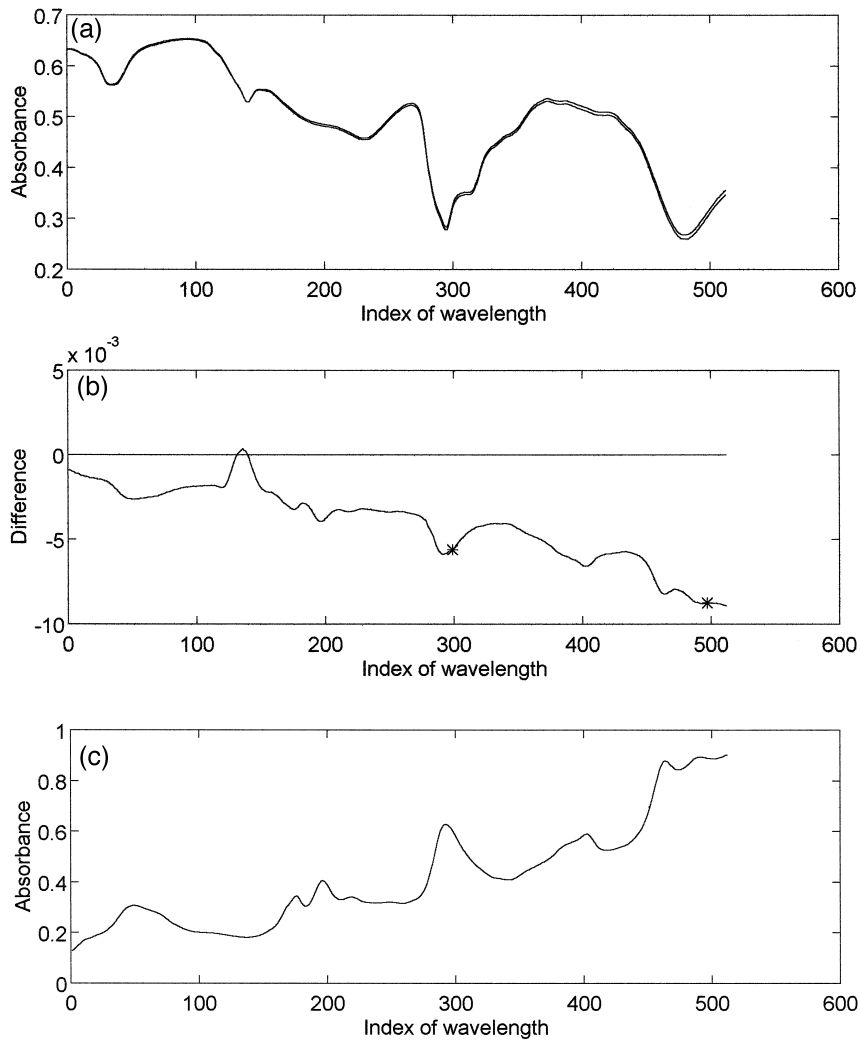 (a)
0.7
0.6
0.5
0.4
0.3
0.2
Absorbance
0 100 200 300 400 500 600
Index of wavelength
x 10-3
(b)
5
0
-5
-10
Difference
0 100 200 300 400 500 600
Index of wavelength
(c)
1
0.8
0.6
0.4
0.2
0
Absorbance
0 100 200 300 400 500 600
Index of wavelength